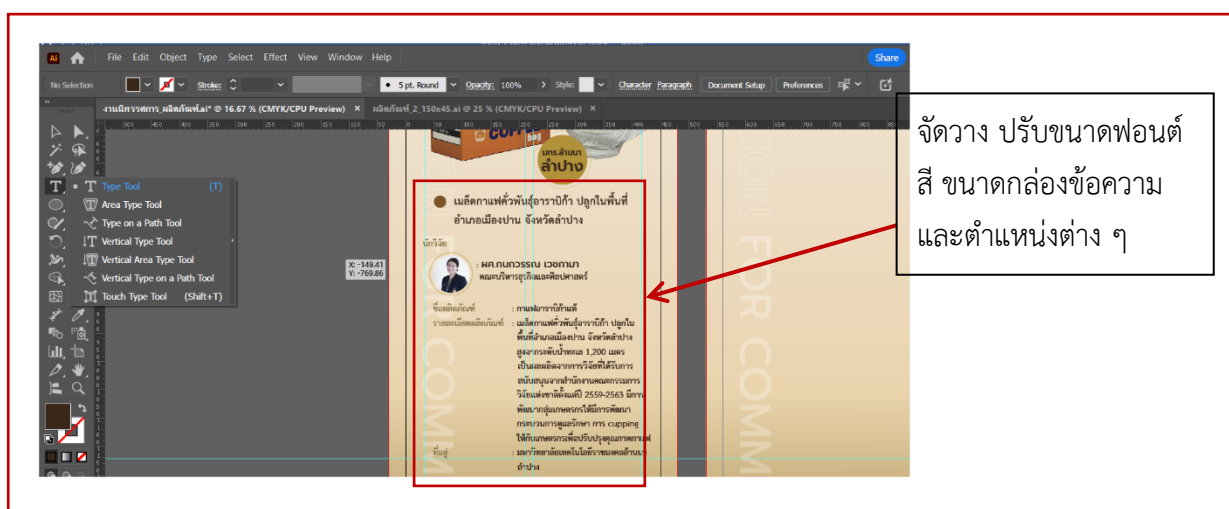 File Edit Object Type Select Effect View Window Help
Share
No Selection
Stroke:
5 pt. Round
Opacity: 100%
Style:
Character Paragraph
Document Setup
Preferences
-งานนิทรรศการ_ผลิตภัณฑ์.ai* @ 16.67 % (CMYK/CPU Preview) ×
ผลิตภัณฑ์_2_150x45.ai @ 25 % (CMYK/CPU Preview) ×
Type Tool (T)
Area Type Tool
Type on a Path Tool
Vertical Type Tool
Vertical Area Type Tool
Vertical Type on a Path Tool
Touch Type Tool (Shift+T)
X: -149.41
Y: -769.86
มทร.ล้านนา
ลำปาง
เมล็ดกาแฟคั่วพันธุ์อาราบิก้า ปลูกในพื้นที่
อำเภอเมืองปาน จังหวัดลำปาง
นักวิจัย
: ผศ.กนกวรรณ เวชกามา
คณะบริหารธุรกิจและศิลปศาสตร์
ชื่อผลิตภัณฑ์ : กาแฟอาราบิก้าแท้
รายละเอียดผลิตภัณฑ์ : เมล็ดกาแฟคั่วพันธุ์อาราบิก้า ปลูกใน
พื้นที่อำเภอเมืองปาน จังหวัดลำปาง
สูงจากระดับน้ำทะเล 1,200 เมตร
เป็นผลผลิตจากการวิจัยที่ได้รับการ
สนับสนุนจากสำนักงานคณะกรรมการ
วิจัยแห่งชาติตั้งแต่ปี 2559-2563 มีการ
พัฒนากลุ่มเกษตรกรให้มีการพัฒนา
กระบวนการดูแลรักษา การ cupping
ให้กับเกษตรกรเพื่อปรับปรุงคุณภาพกาแฟ
ที่อยู่ : มหาวิทยาลัยเทคโนโลยีราชมงคลล้านนา
ลำปาง
ION FOR COMM
ION FOR COMM
จัดวาง ปรับขนาดฟอนต์
สี ขนาดกล่องข้อความ
และตำแหน่งต่าง ๆ